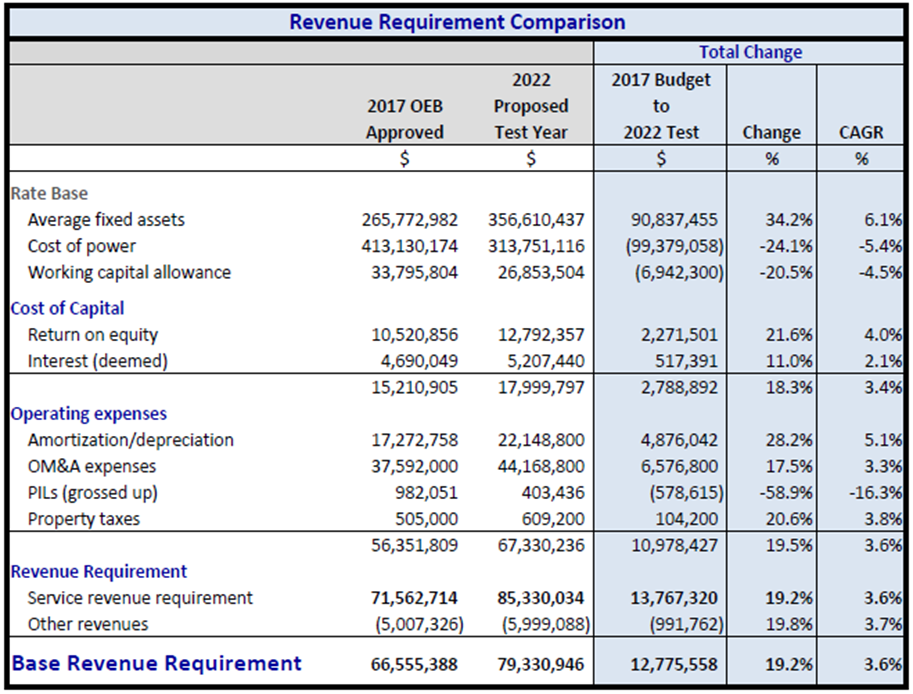 Revenue Requirement Comparison
Total Change
2017 OEB Approved 2022 Proposed Test Year 2017 Budget to 2022 Test Change CAGR
$ $ $ % %
Rate Base
Average fixed assets 265,772,982 356,610,437 90,837,455 34.2% 6.1%
Cost of power 413,130,174 313,751,116 (99,379,058) -24.1% -5.4%
Working capital allowance 33,795,804 26,853,504 (6,942,300) -20.5% -4.5%
Cost of Capital
Return on equity 10,520,856 12,792,357 2,271,501 21.6% 4.0%
Interest (deemed) 4,690,049 5,207,440 517,391 11.0% 2.1%
15,210,905 17,999,797 2,788,892 18.3% 3.4%
Operating expenses
Amortization/depreciation 17,272,758 22,148,800 4,876,042 28.2% 5.1%
OM&A expenses 37,592,000 44,168,800 6,576,800 17.5% 3.3%
PILs (grossed up) 982,051 403,436 (578,615) -58.9% -16.3%
Property taxes 505,000 609,200 104,200 20.6% 3.8%
56,351,809 67,330,236 10,978,427 19.5% 3.6%
Revenue Requirement
Service revenue requirement 71,562,714 85,330,034 13,767,320 19.2% 3.6%
Other revenues (5,007,326) (5,999,088) (991,762) 19.8% 3.7%
Base Revenue Requirement 66,555,388 79,330,946 12,775,558 19.2% 3.6%